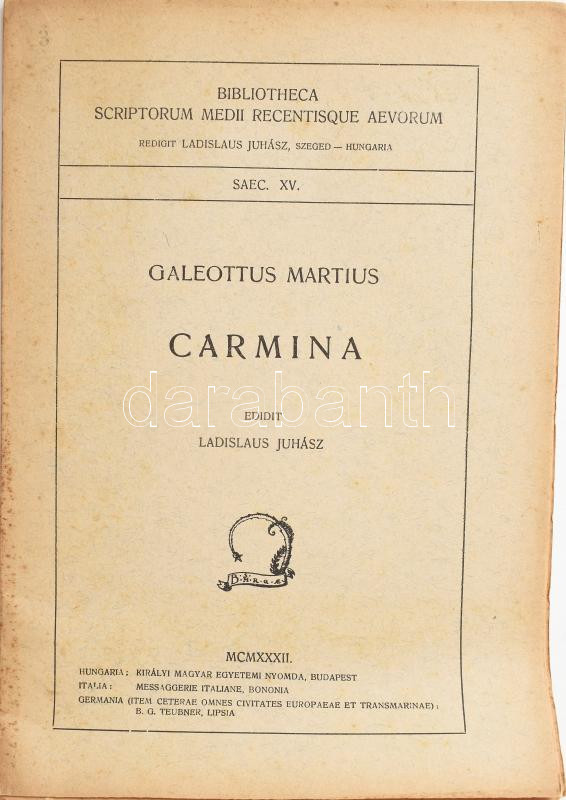 BIBLIOTHECA
SCRIPTORUM MEDII RECENTISQUE AEVORUM
REDIGIT LADISLAUS JUHÁSZ, SZEGED — HUNGARIA
SAEC. XV.
GALEOTTUS MARTIUS
CARMINA
darabanth
EDIDIT
LADISLAUS JUHÁSZ
MCMXXXII.
HUNGARIA: KIRÁLYI MAGYAR EGYETEMI NYOMDA, BUDAPEST
ITALIA: MESSAGGERIE ITALIANE, BONONIA
GERMANIA (ITEM CETERAE OMNES CIVITATES EUROPAEAE ET TRANSMARINAE):
B. G. TEUBNER, LIPSIA